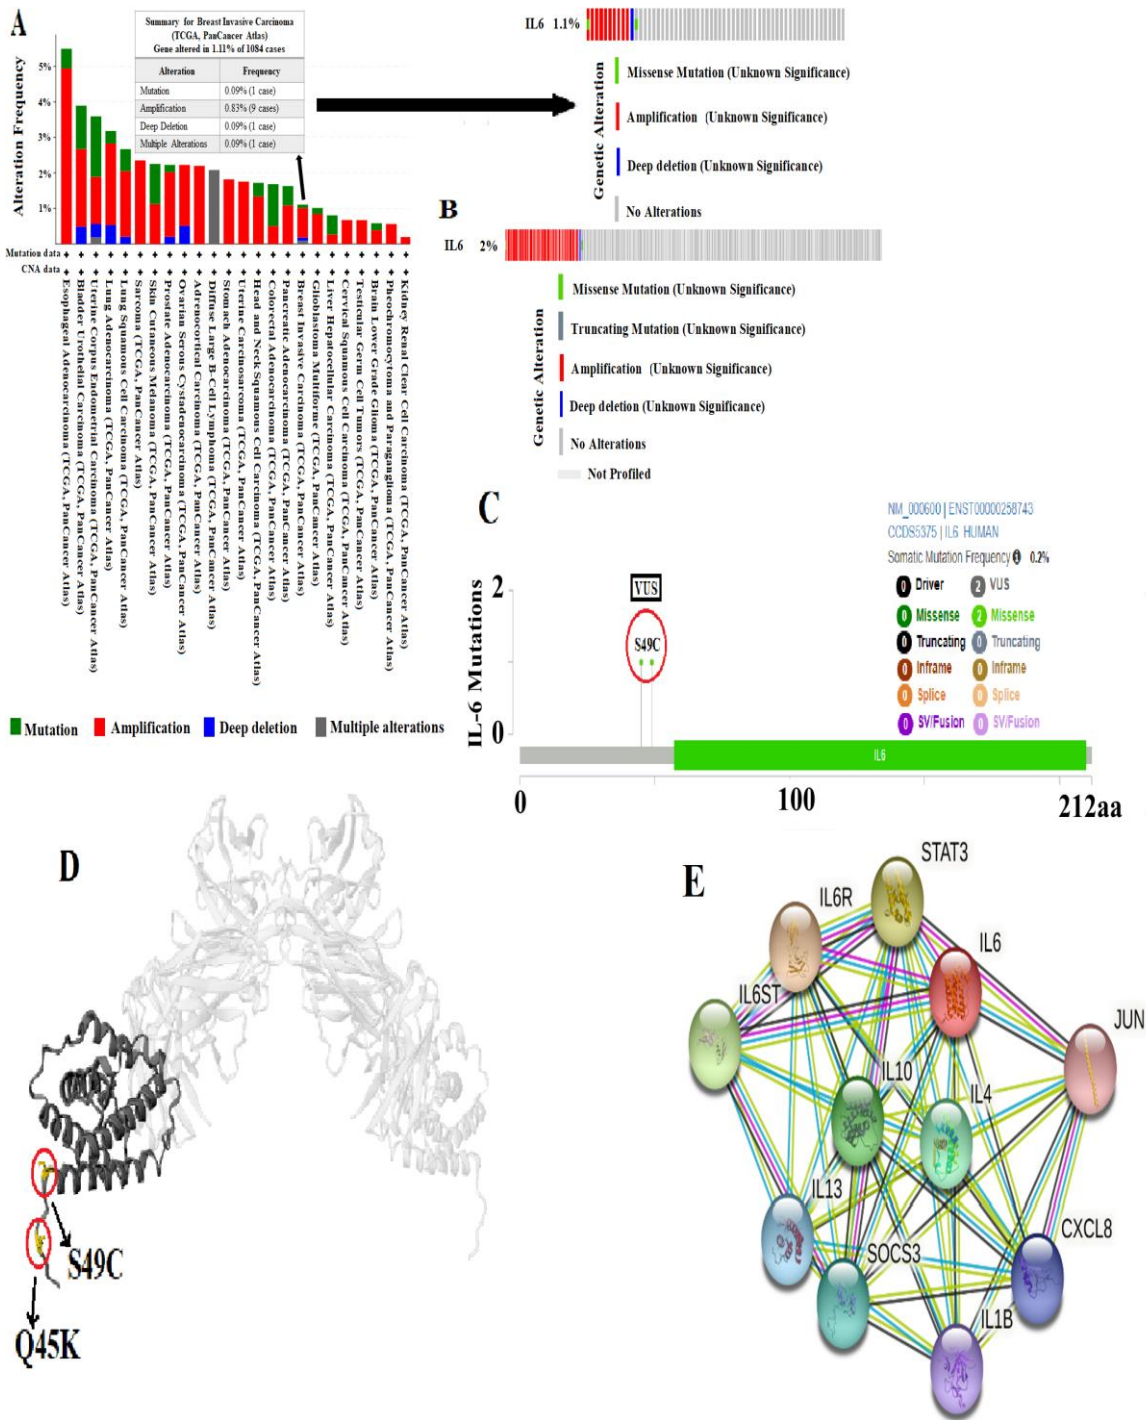 A
Summary for Breast Invasive Carcinoma
(TCGA, PanCancer Atlas)
Gene altered in 1.11% of 1084 cases
Alteration Frequency
Mutation 0.09% (1 case)
Amplification 0.83% (9 cases)
Deep Deletion 0.09% (1 case)
Multiple Alterations 0.09% (1 case)
Alteration Frequency
5%
4%
3%
2%
1%
Mutation data
CNA data
Esophageal Adenocarcinoma (TCGA, PanCancer Atlas)
Bladder Urothelial Carcinoma (TCGA, PanCancer Atlas)
Uterine Corpus Endometrial Carcinoma (TCGA, PanCancer Atlas)
Lung Adenocarcinoma (TCGA, PanCancer Atlas)
Lung Squamous Cell Carcinoma (TCGA, PanCancer Atlas)
Sarcoma (TCGA, PanCancer Atlas)
Skin Cutaneous Melanoma (TCGA, PanCancer Atlas)
Prostate Adenocarcinoma (TCGA, PanCancer Atlas)
Ovarian Serous Cystadenocarcinoma (TCGA, PanCancer Atlas)
Adrenocortical Carcinoma (TCGA, PanCancer Atlas)
Diffuse Large B-Cell Lymphoma (TCGA, PanCancer Atlas)
Stomach Adenocarcinoma (TCGA, PanCancer Atlas)
Uterine Carcinosarcoma (TCGA, PanCancer Atlas)
Head and Neck Squamous Cell Carcinoma (TCGA, PanCancer Atlas)
Colorectal Adenocarcinoma (TCGA, PanCancer Atlas)
Pancreatic Adenocarcinoma (TCGA, PanCancer Atlas)
Breast Invasive Carcinoma (TCGA, PanCancer Atlas)
Glioblastoma Multiforme (TCGA, PanCancer Atlas)
Liver Hepatocellular Carcinoma (TCGA, PanCancer Atlas)
Cervical Squamous Cell Carcinoma (TCGA, PanCancer Atlas)
Testicular Germ Cell Tumors (TCGA, PanCancer Atlas)
Brain Lower Grade Glioma (TCGA, PanCancer Atlas)
Pheochromocytoma and Paraganglioma (TCGA, PanCancer Atlas)
Kidney Renal Clear Cell Carcinoma (TCGA, PanCancer Atlas)
Mutation Amplification Deep deletion Multiple alterations
IL6 1.1%
Genetic Alteration
Missense Mutation (Unknown Significance)
Amplification (Unknown Significance)
Deep deletion (Unknown Significance)
No Alterations
B
IL6 2%
Genetic Alteration
Missense Mutation (Unknown Significance)
Truncating Mutation (Unknown Significance)
Amplification (Unknown Significance)
Deep deletion (Unknown Significance)
No Alterations
Not Profiled
C
NM_000600 | ENST00000258743
CCDS5375 | IL6_HUMAN
Somatic Mutation Frequency 0.2%
0 Driver 2 VUS
0 Missense 2 Missense
0 Truncating 0 Truncating
0 Inframe 0 Inframe
0 Splice 0 Splice
0 SV/Fusion 0 SV/Fusion
IL-6 Mutations
2
0
VUS
S49C
IL6
0 100 212aa
D
S49C
Q45K
E
STAT3
IL6R
IL6
IL6ST
JUN
IL10
IL4
IL13
SOCS3
CXCL8
IL1B